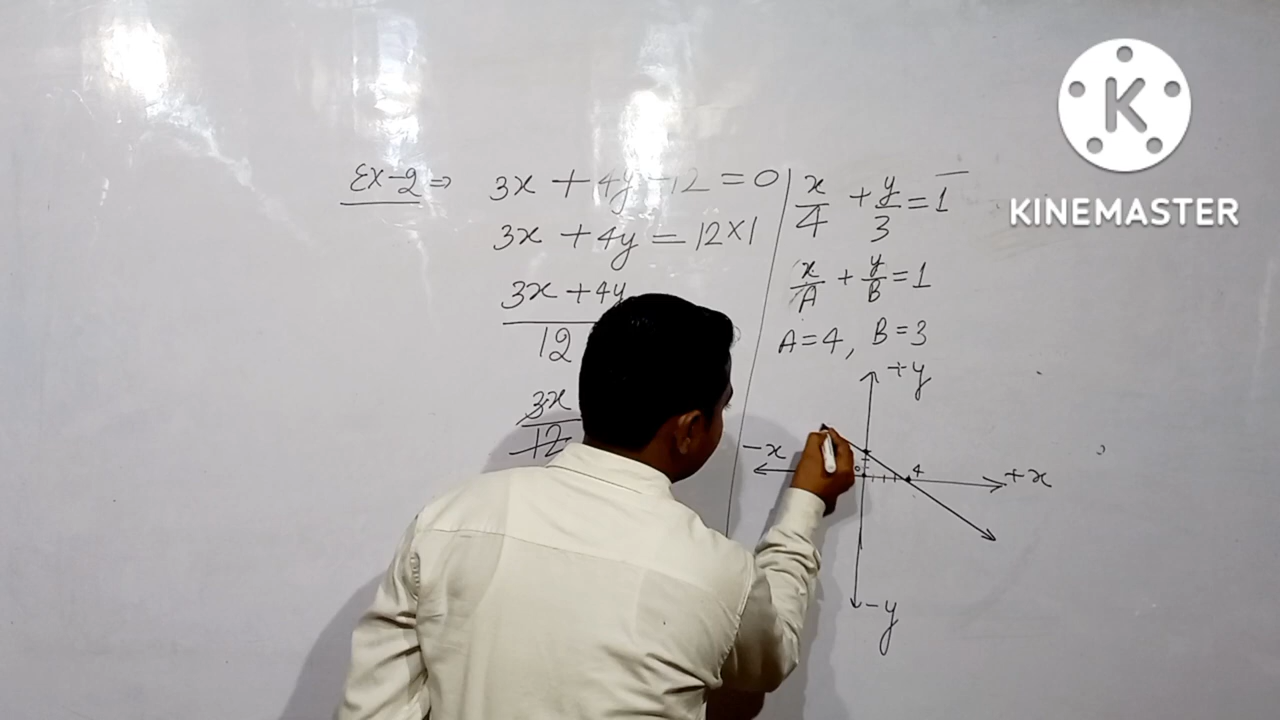 Ex-2 ⇒ 3x + 4y - 12 = 0
3x + 4y = 12 × 1
3x + 4y
12
3x
12
x/4 + y/3 = 1
x/A + y/B = 1
A = 4, B = 3
+y
-x
0
4
+x
-y
K
KINEMASTER